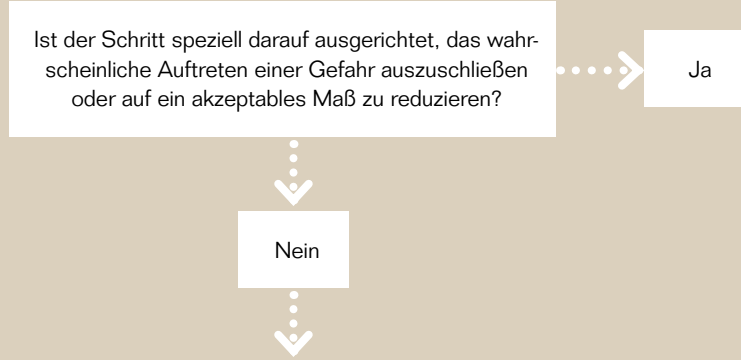 Ist der Schritt speziell darauf ausgerichtet, das wahr-
scheinliche Auftreten einer Gefahr auszuschließen
oder auf ein akzeptables Maß zu reduzieren?
Ja
Nein